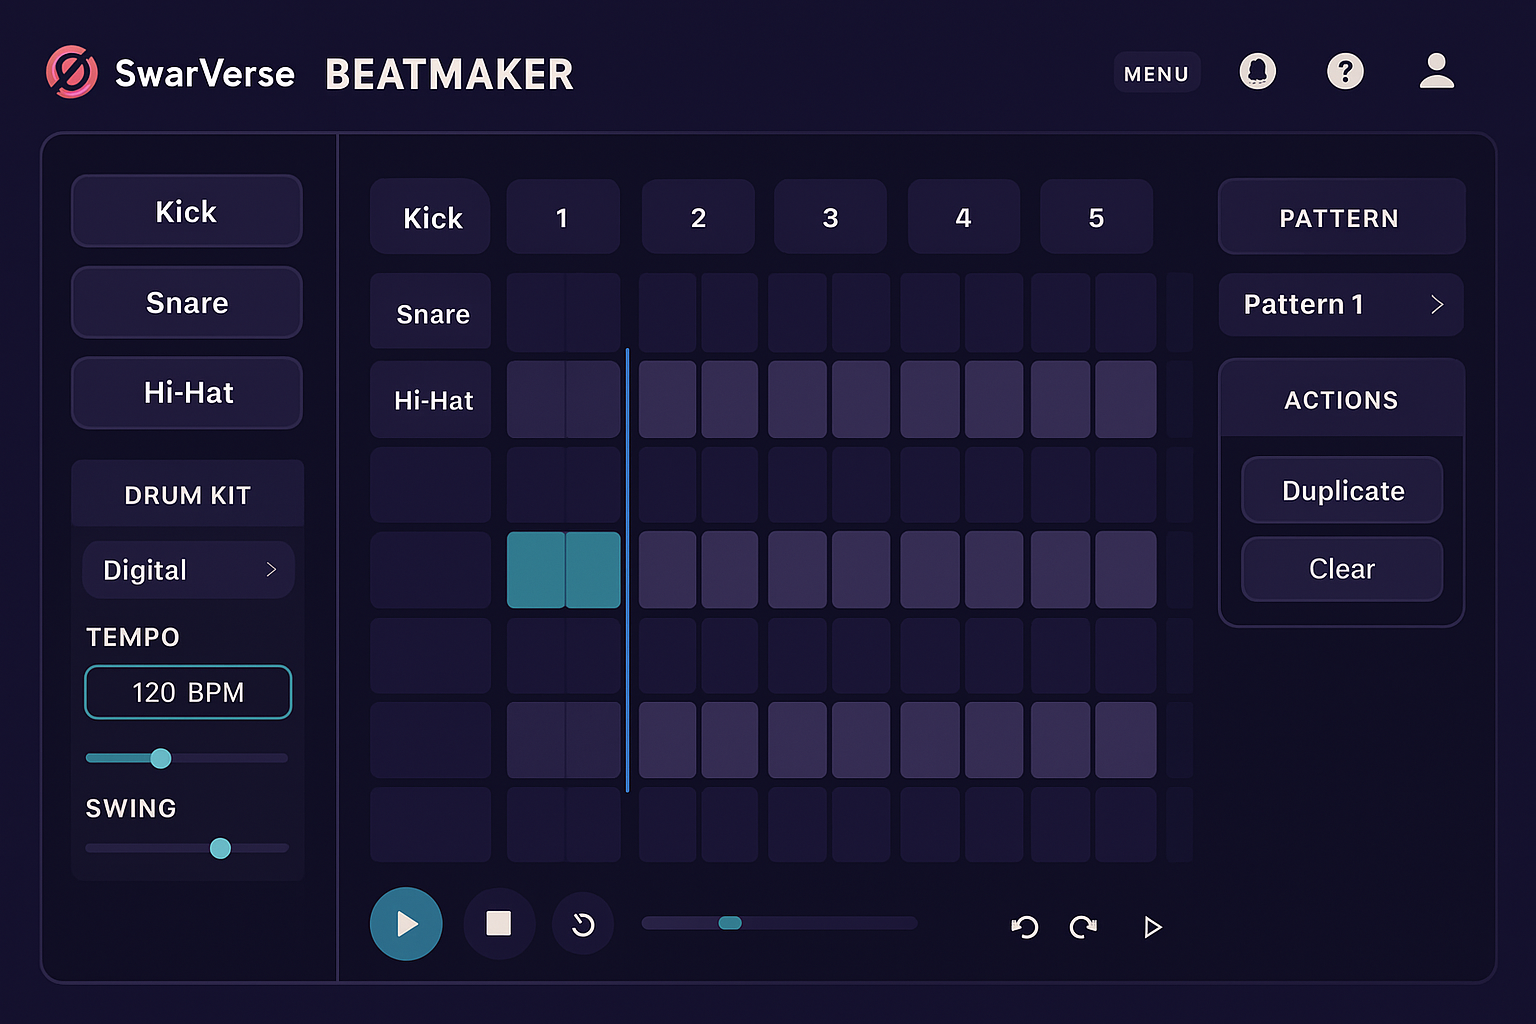 SwarVerse BEATMAKER
MENU
?
Kick
Snare
Hi-Hat
DRUM KIT
Digital
TEMPO
120 BPM
SWING
Kick 1 2 3 4 5
Snare
Hi-Hat
PATTERN
Pattern 1
ACTIONS
Duplicate
Clear